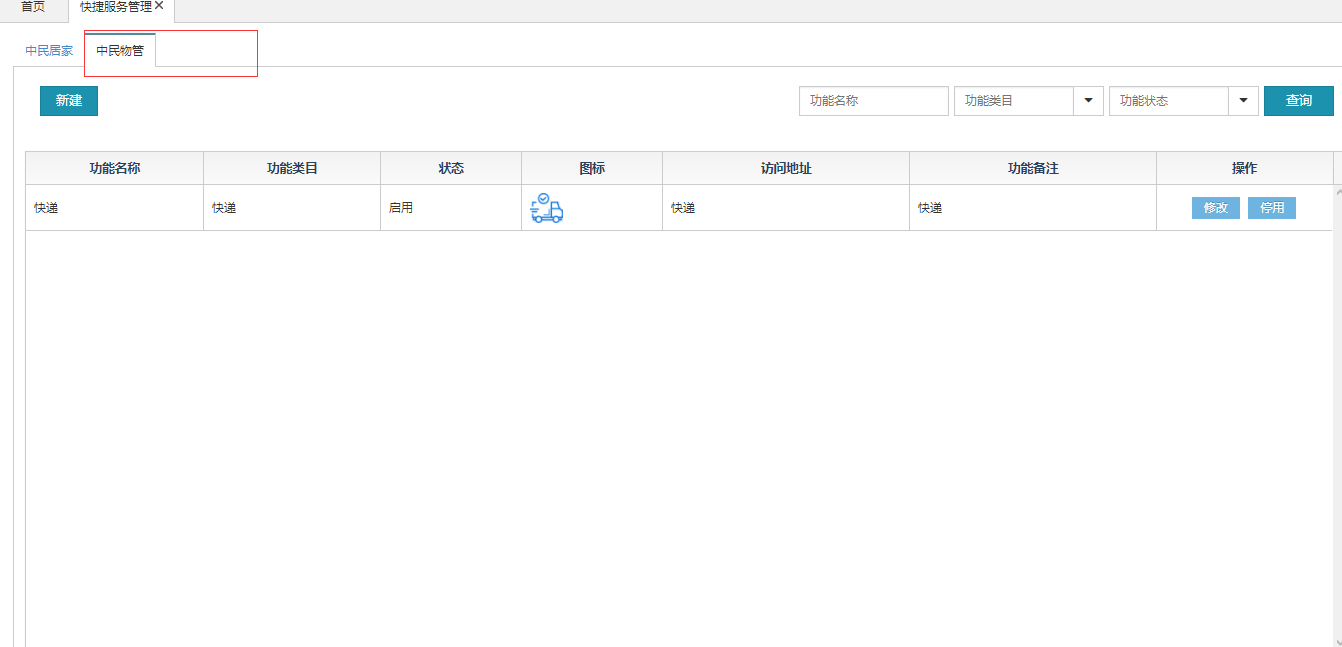 首页 快捷服务管理
中民居家 中民物管
新建 功能名称 功能类目 功能状态 查询
功能名称 功能类目 状态 图标 访问地址 功能备注 操作
快递 快递 启用 快递 快递 修改 停用